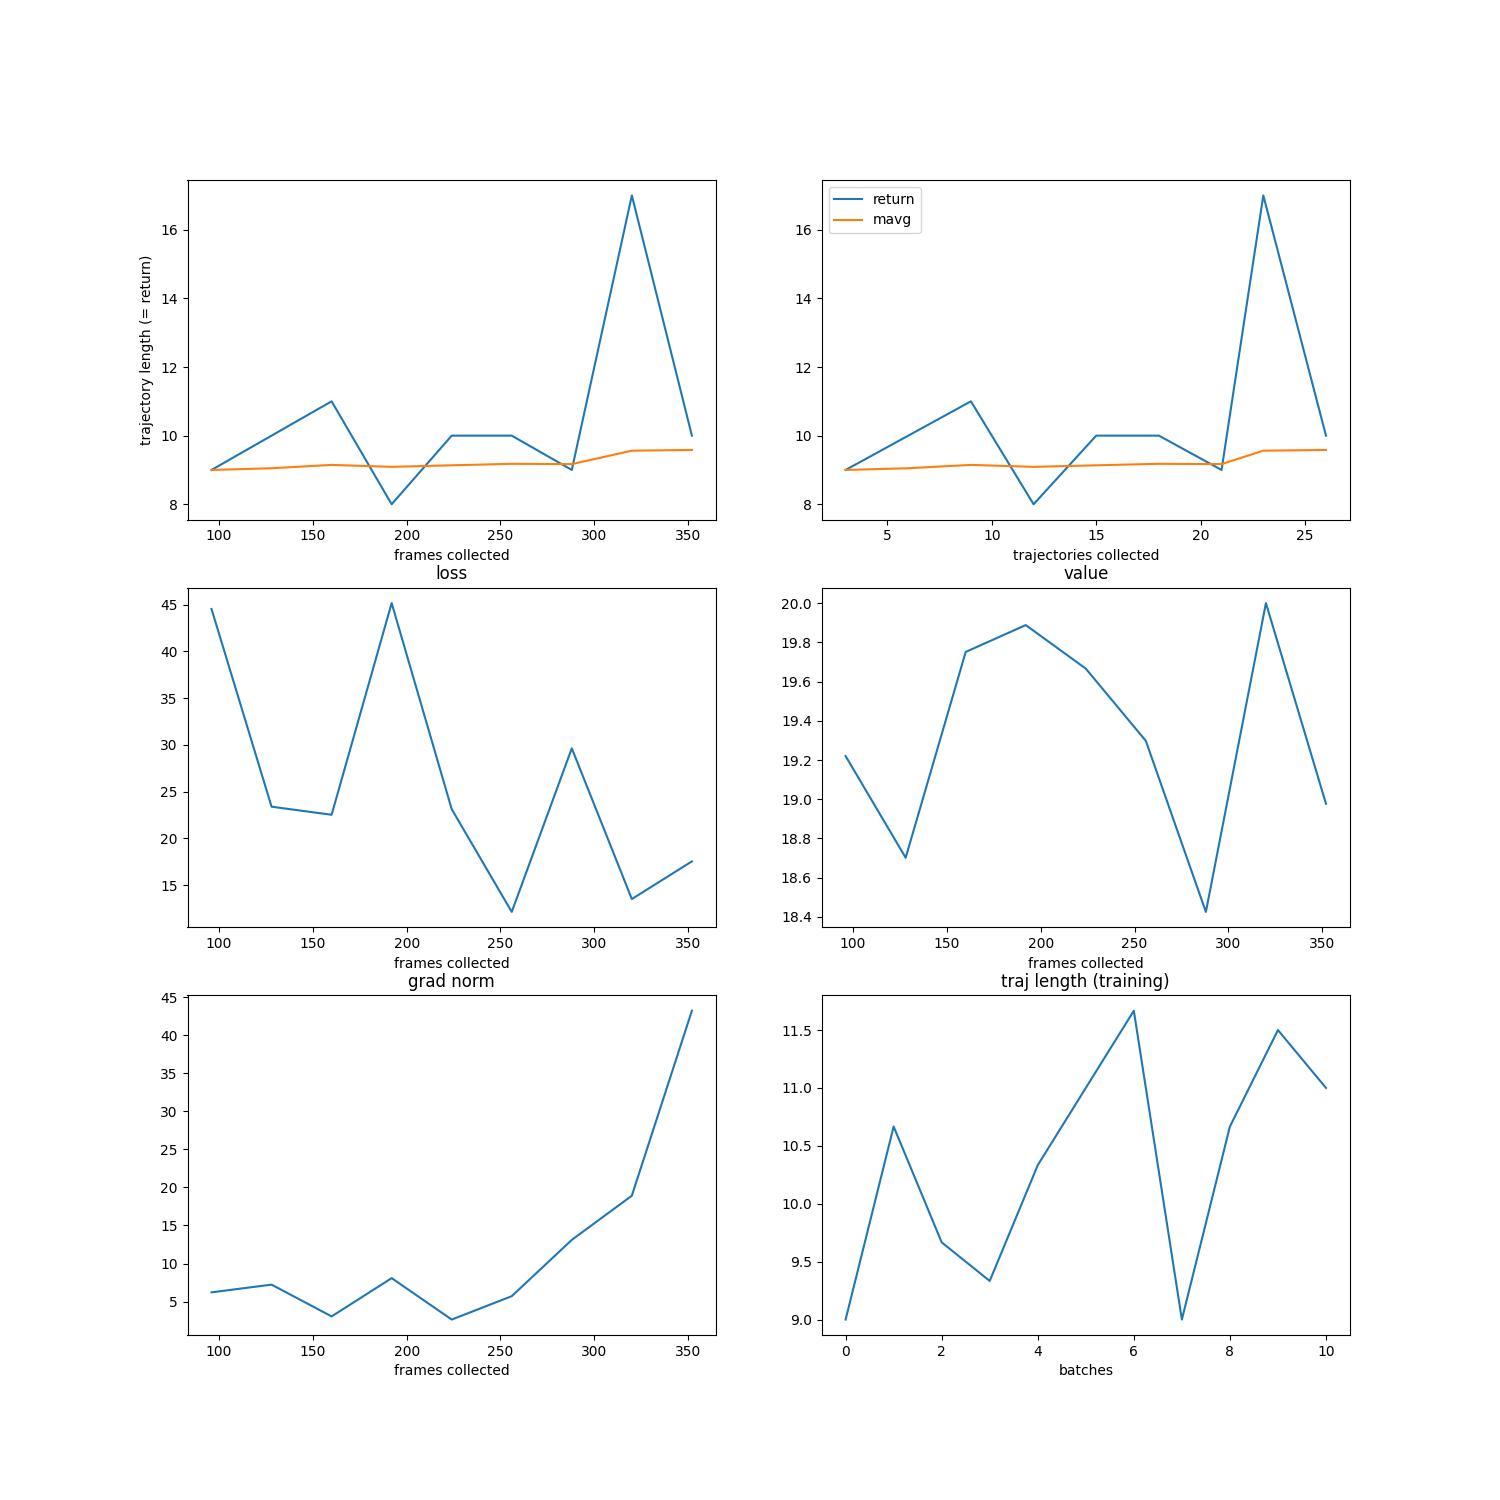 return
mavg
16
14
12
10
8
trajectory length (= return)
100 150 200 250 300 350
frames collected
16
14
12
10
8
5 10 15 20 25
trajectories collected
loss
45
40
35
30
25
20
15
100 150 200 250 300 350
frames collected
value
20.0
19.8
19.6
19.4
19.2
19.0
18.8
18.6
18.4
100 150 200 250 300 350
frames collected
grad norm
45
40
35
30
25
20
15
10
5
100 150 200 250 300 350
frames collected
traj length (training)
11.5
11.0
10.5
10.0
9.5
9.0
0 2 4 6 8 10
batches